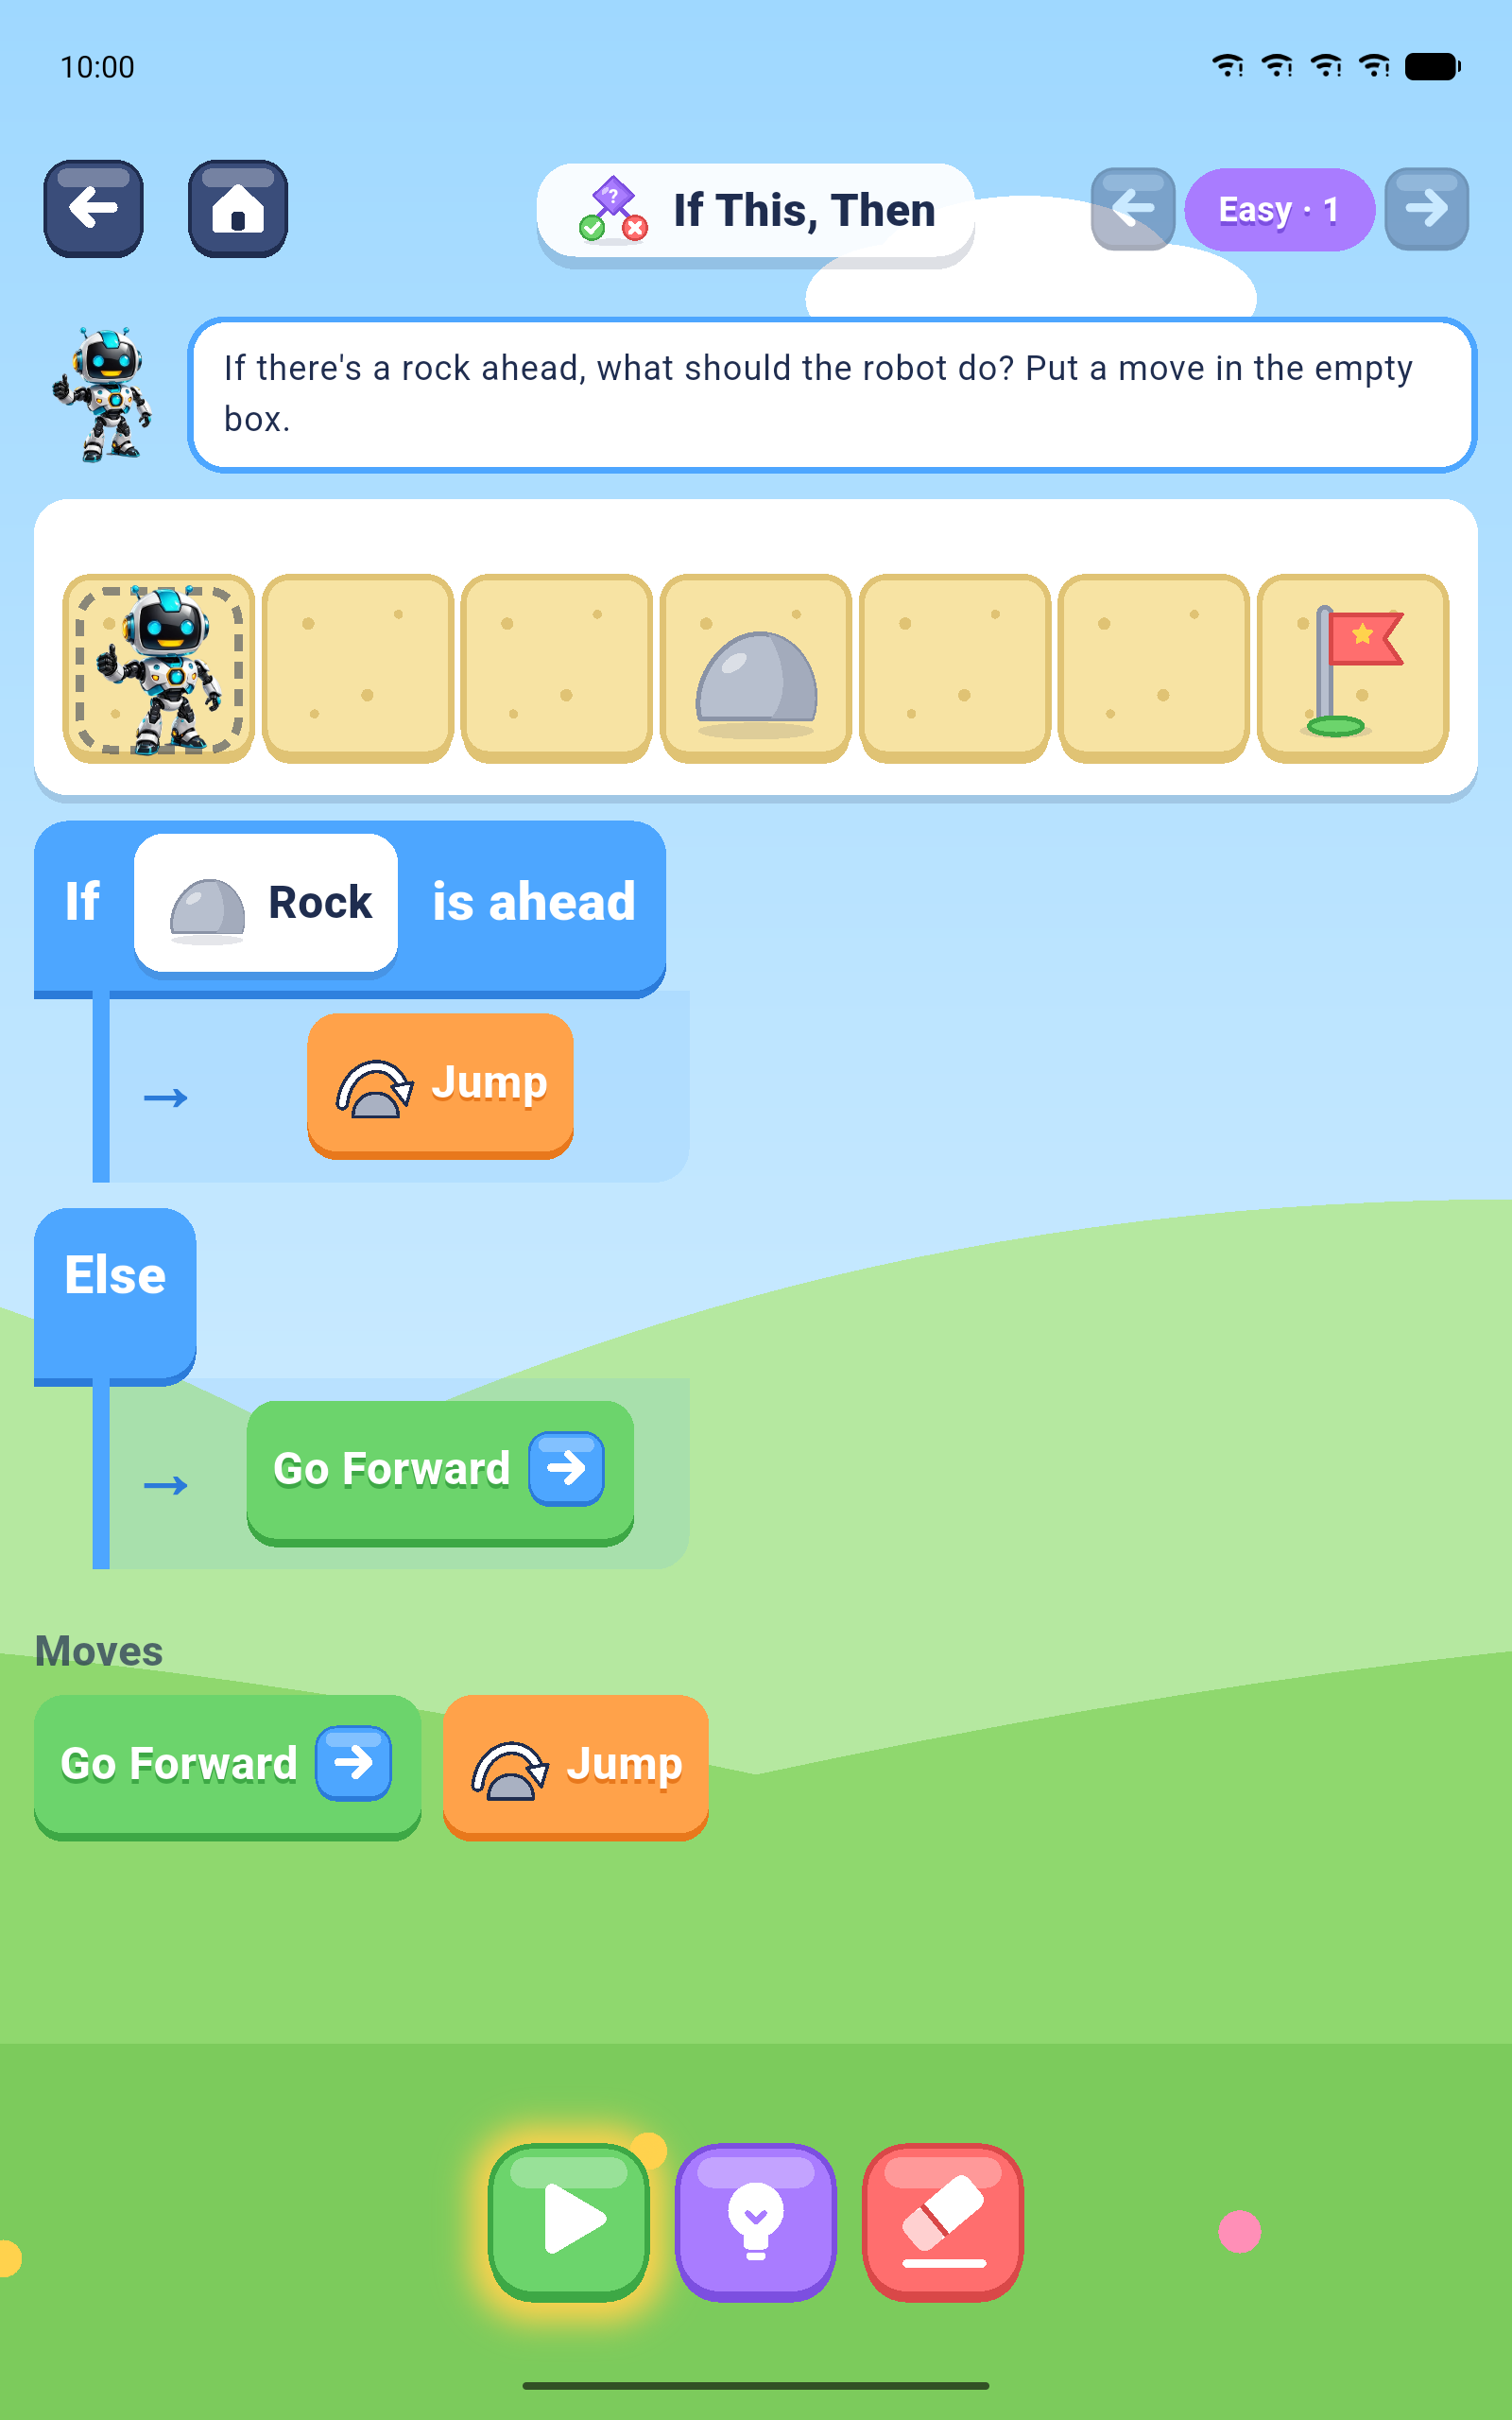 10:00
If This, Then
Easy · 1
If there's a rock ahead, what should the robot do? Put a move in the empty
box.
If Rock is ahead
→ Jump
Else
→ Go Forward
Moves
Go Forward Jump